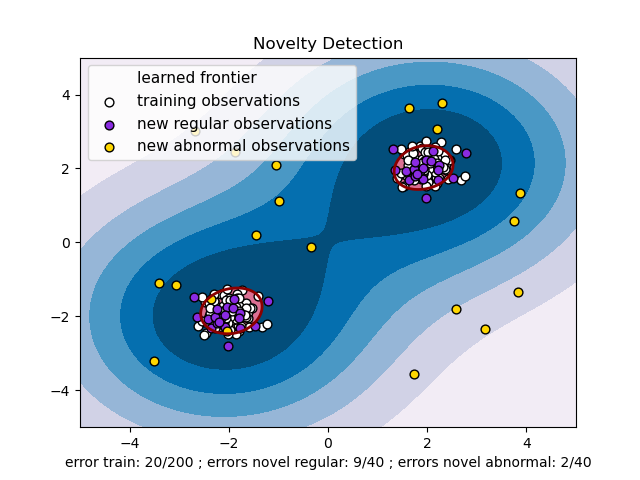 Novelty Detection
learned frontier
training observations
new regular observations
new abnormal observations
4
2
0
−2
−4
−4
−2
0
2
4
error train: 20/200 ; errors novel regular: 9/40 ; errors novel abnormal: 2/40